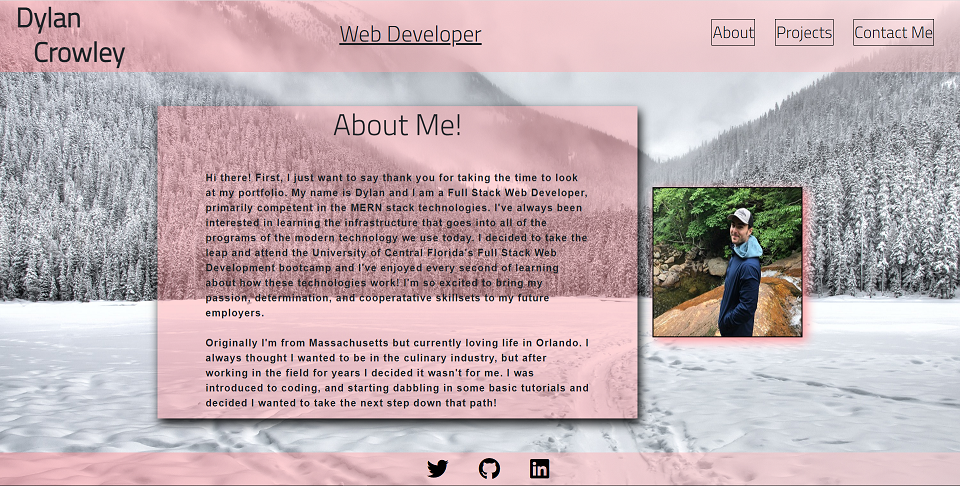 Dylan
Crowley
Web Developer
About
Projects
Contact Me
About Me!
Hi there! First, I just want to say thank you for taking the time to look
at my portfolio. My name is Dylan and I am a Full Stack Web Developer,
primarily competent in the MERN stack technologies. I've always been
interested in learning the infrastructure that goes into all of the
programs of the modern technology we use today. I decided to take the
leap and attend the University of Central Florida's Full Stack Web
Development bootcamp and I've enjoyed every second of learning
about how these technologies work! I'm so excited to bring my
passion, determination, and cooperatative skillsets to my future
employers.
Originally I'm from Massachusetts but currently loving life in Orlando. I
always thought I wanted to be in the culinary industry, but after
working in the field for years I decided it wasn't for me. I was
introduced to coding, and starting dabbling in some basic tutorials and
decided I wanted to take the next step down that path!